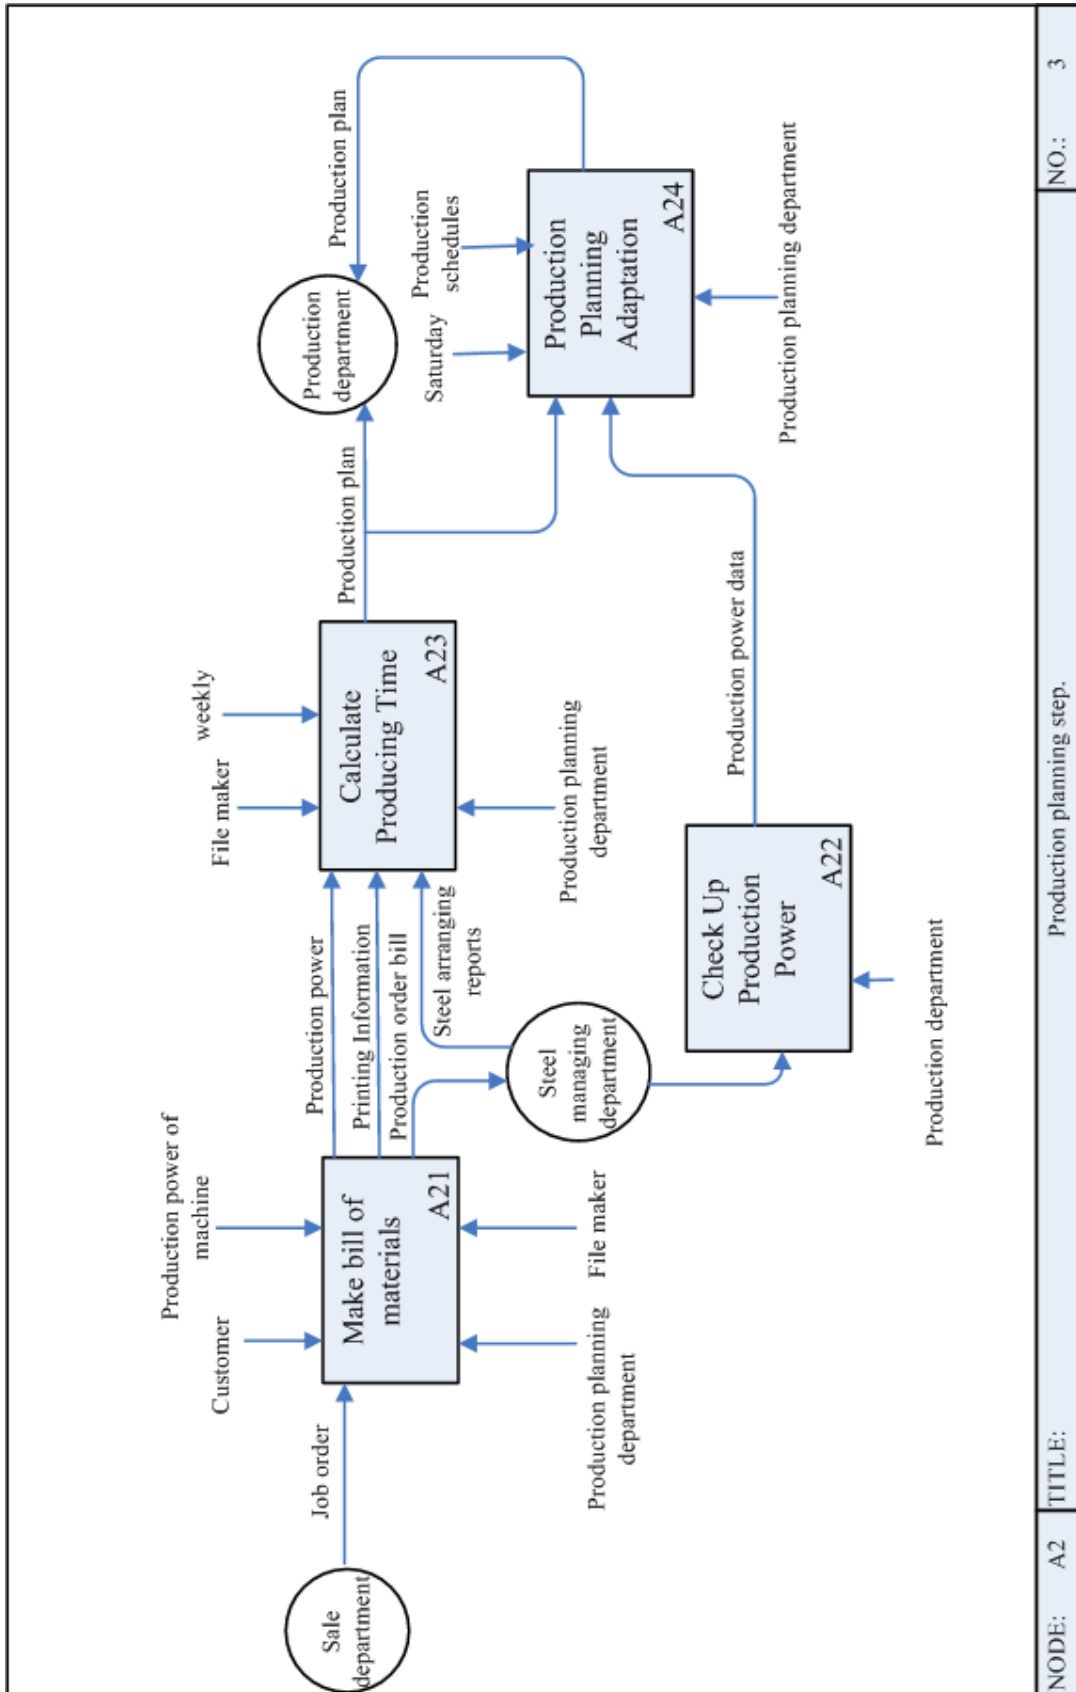 Sale
department
Job order
Customer
Production power of
machine
Make bill of
materials
A21
Production planning
department
File maker
Production power
Printing Information
Production order bill
Steel arranging
reports
Steel
managing
department
File maker
weekly
Calculate
Producing Time
A23
Production planning
department
Check Up
Production
Power
A22
Production department
Production plan
Production power data
Production
department
Production plan
Saturday
Production
schedules
Production
Planning
Adaptation
A24
Production planning department
NODE: A2
TITLE: Production planning step.
NO.: 3